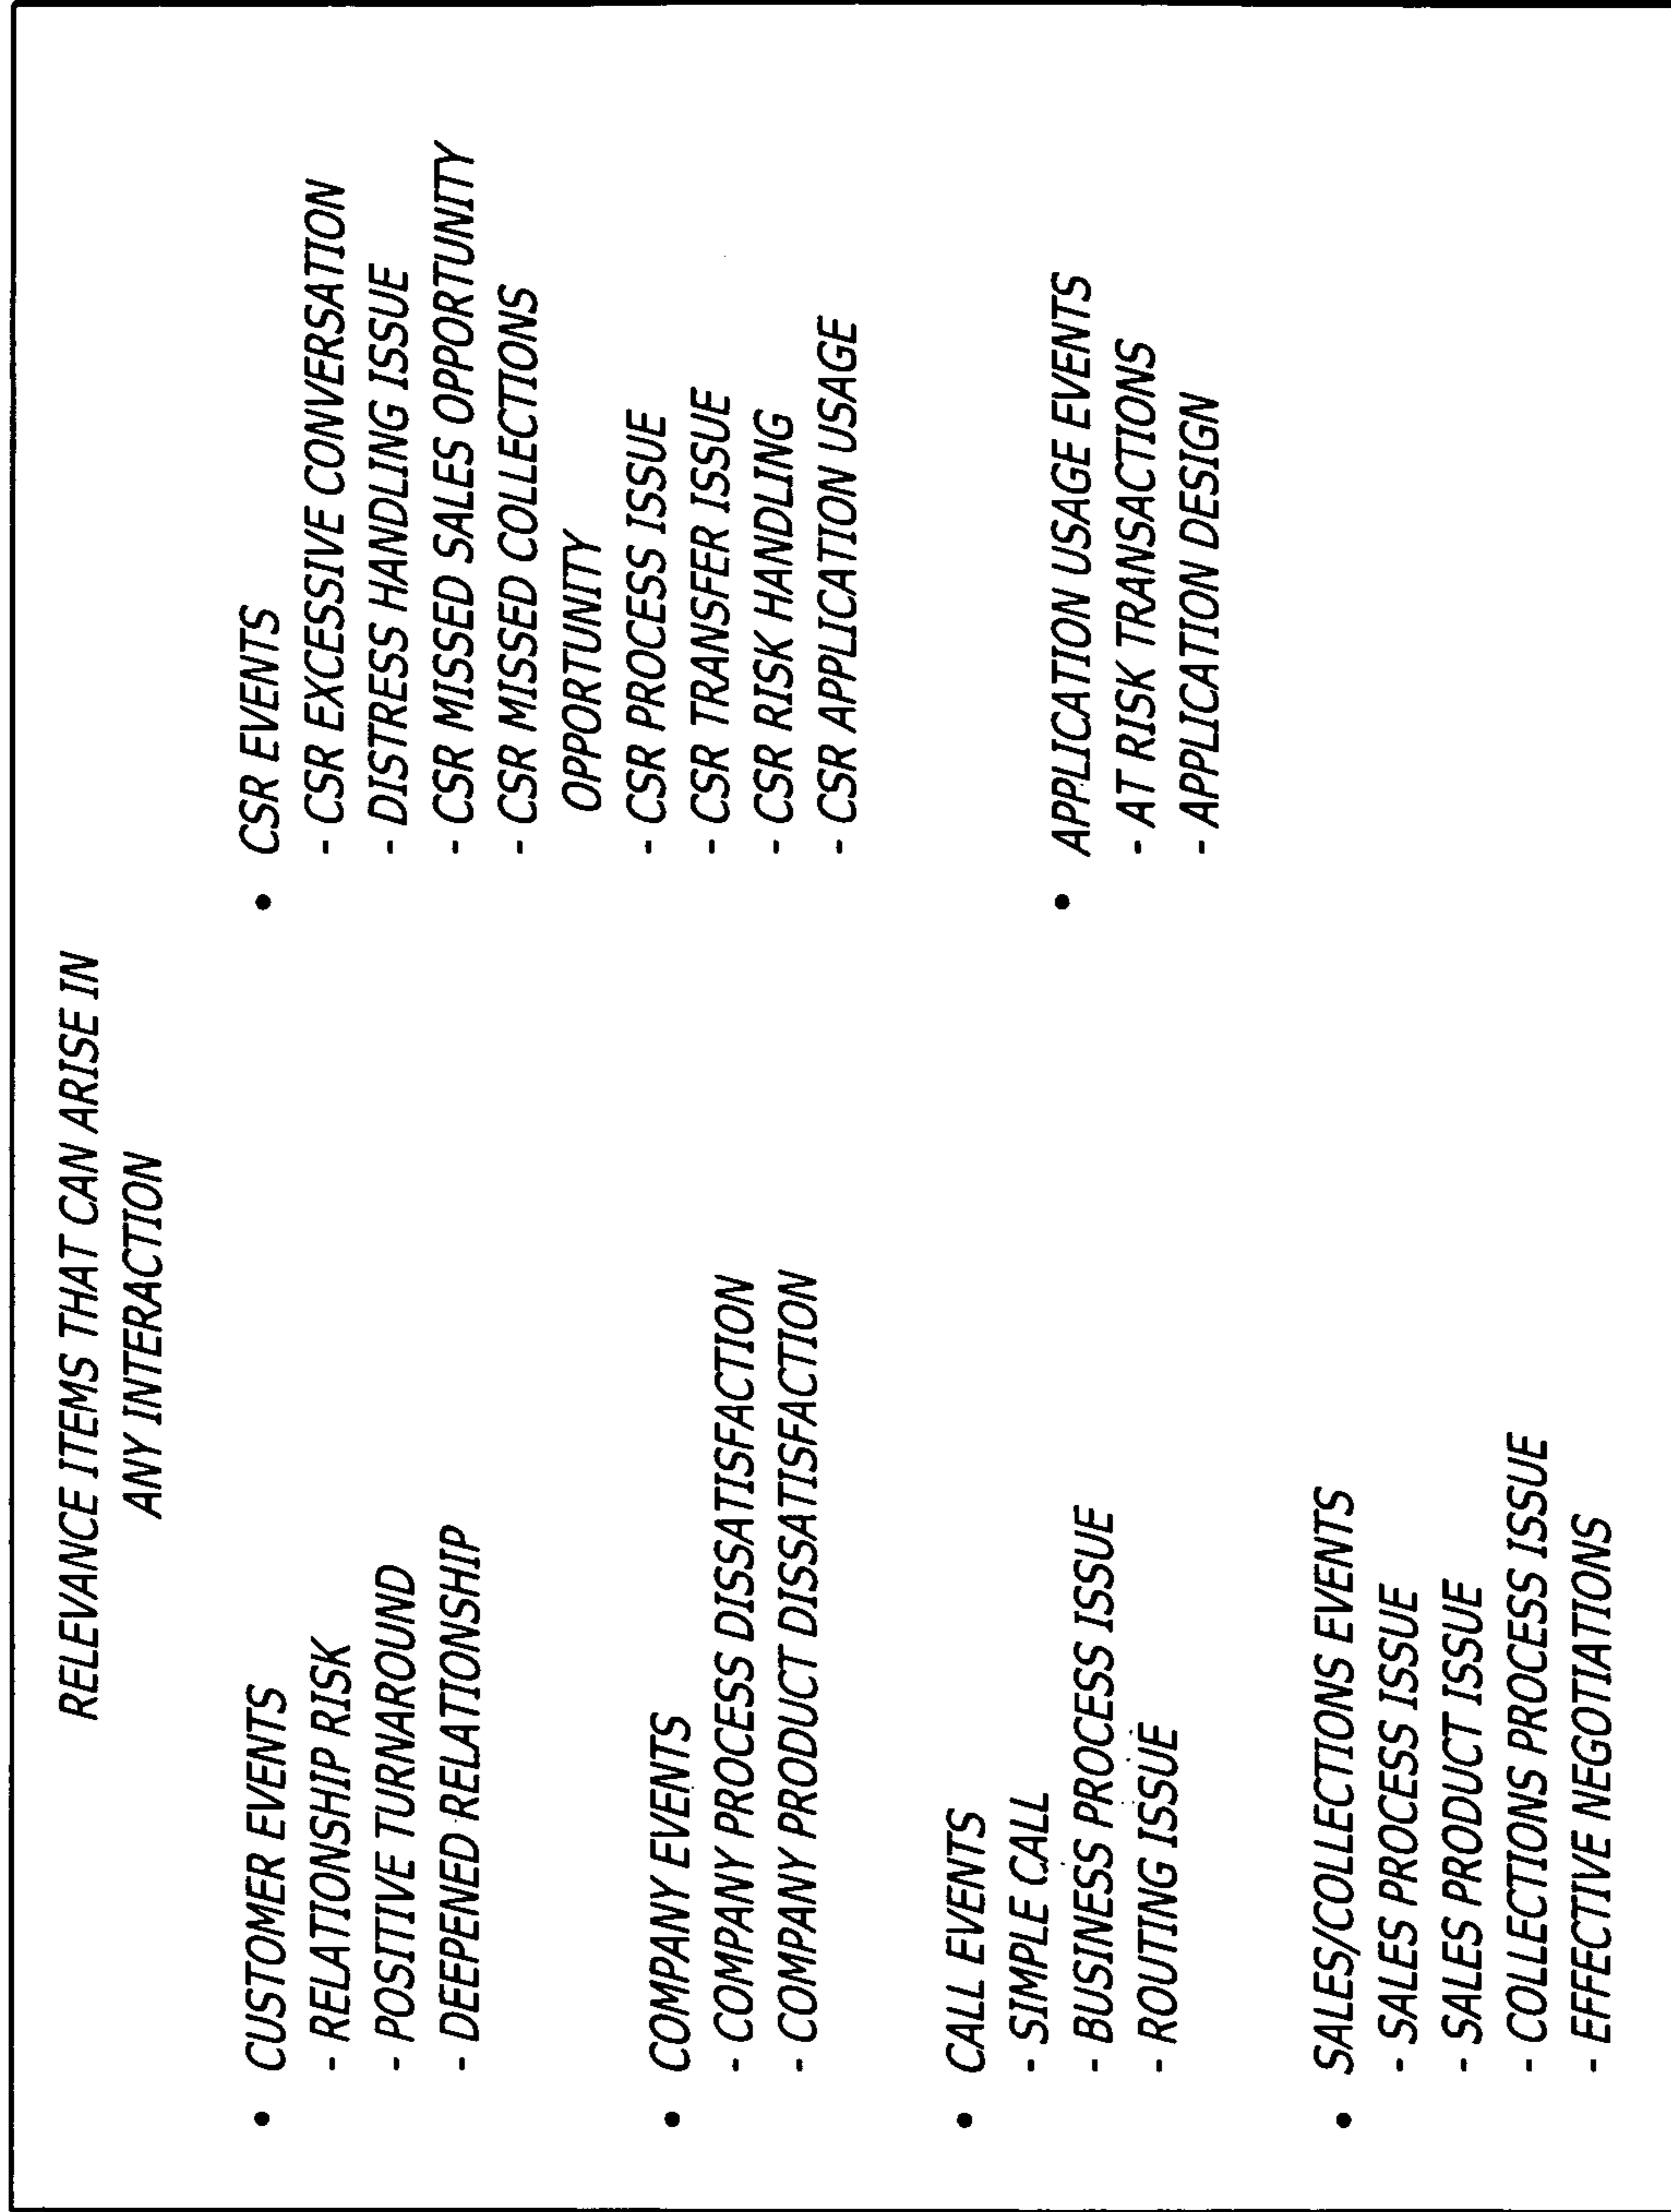 RELEVANCE ITEMS THAT CAN ARISE IN
ANY INTERACTION
• CUSTOMER EVENTS
- RELATIONSHIP RISK
- POSITIVE TURNAROUND
- DEEPENED RELATIONSHIP
• COMPANY EVENTS
- COMPANY PROCESS DISSATISFACTION
- COMPANY PRODUCT DISSATISFACTION
• CALL EVENTS
- SIMPLE CALL
- BUSINESS PROCESS ISSUE
- ROUTING ISSUE
• SALES/COLLECTIONS EVENTS
- SALES PROCESS ISSUE
- SALES PRODUCT ISSUE
- COLLECTIONS PROCESS ISSUE
- EFFECTIVE NEGOTIATIONS
• CSR EVENTS
- CSR EXCESSIVE CONVERSATION
- DISTRESS HANDLING ISSUE
- CSR MISSED SALES OPPORTUNITY
- CSR MISSED COLLECTIONS
OPPORTUNITY
- CSR PROCESS ISSUE
- CSR TRANSFER ISSUE
- CSR RISK HANDLING
- CSR APPLICATION USAGE
• APPLICATION USAGE EVENTS
- AT RISK TRANSACTIONS
- APPLICATION DESIGN